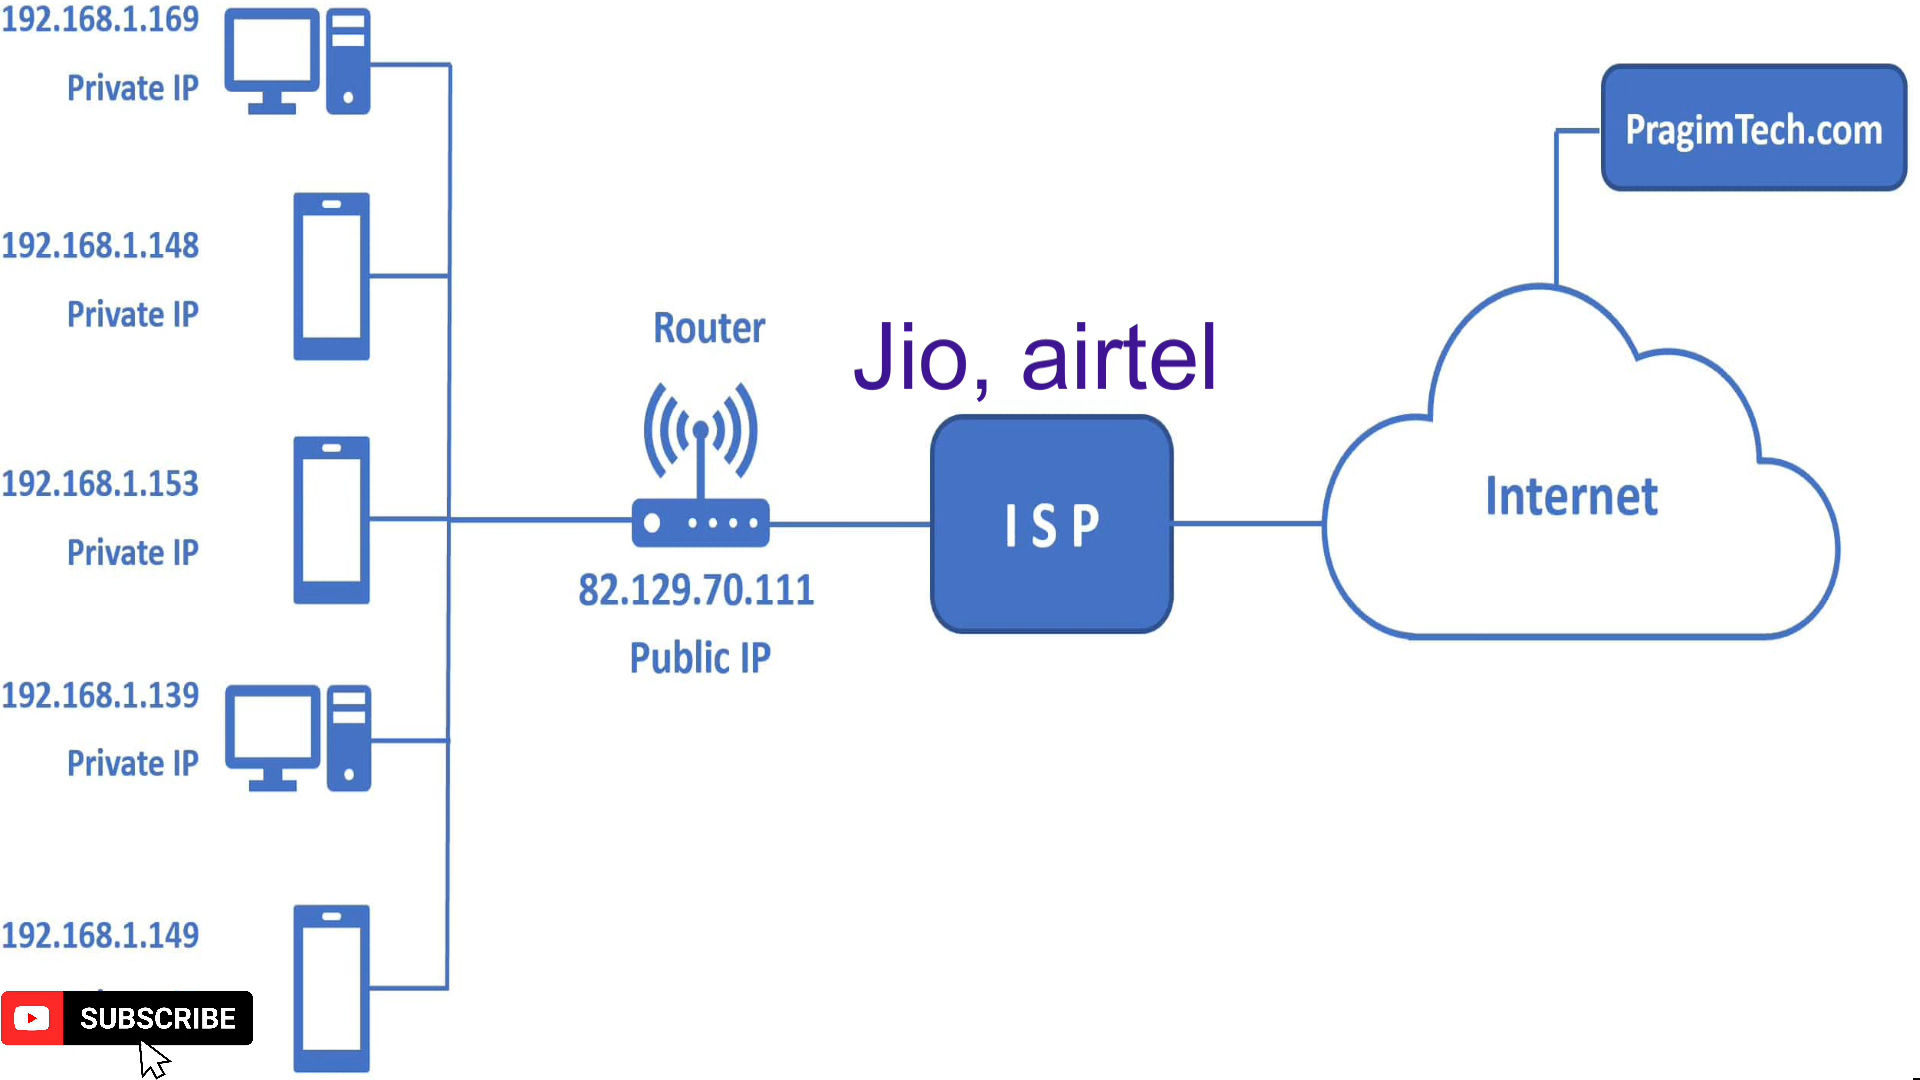 192.168.1.169
Private IP
192.168.1.148
Private IP
192.168.1.153
Private IP
192.168.1.139
Private IP
192.168.1.149
SUBSCRIBE
Router
82.129.70.111
Public IP
Jio, airtel
ISP
Internet
PragimTech.com